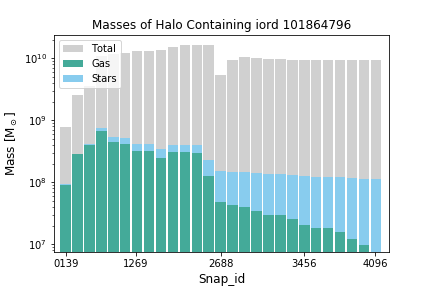 Masses of Halo Containing iord 101864796
Total
Gas
Stars
Mass [M_⊙]
10¹⁰
10⁹
10⁸
10⁷
0139 1269 2688 3456 4096
Snap_id